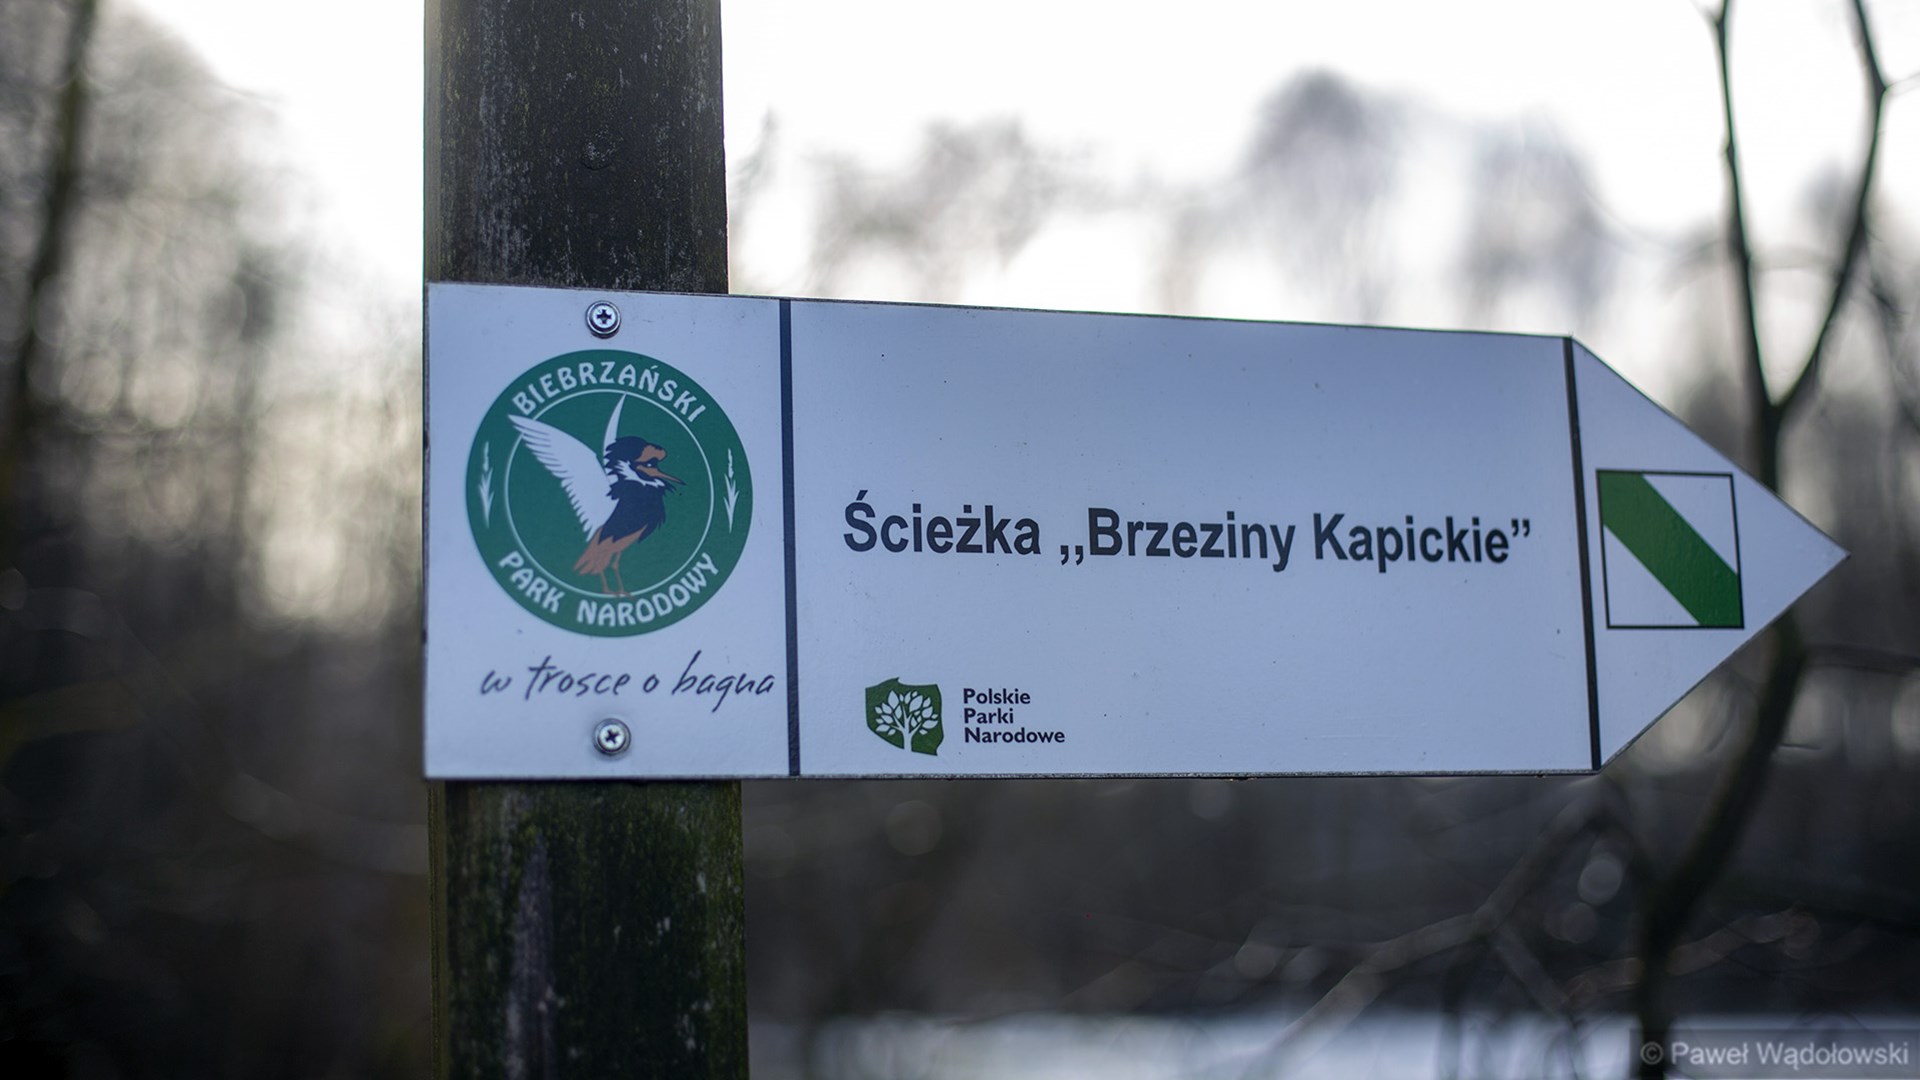 BIEBRZAŃSKI
PARK NARODOWY
w trosce o bagna
Ścieżka ,,Brzeziny Kapickie”
Polskie
Parki
Narodowe
© Paweł Wądołowski